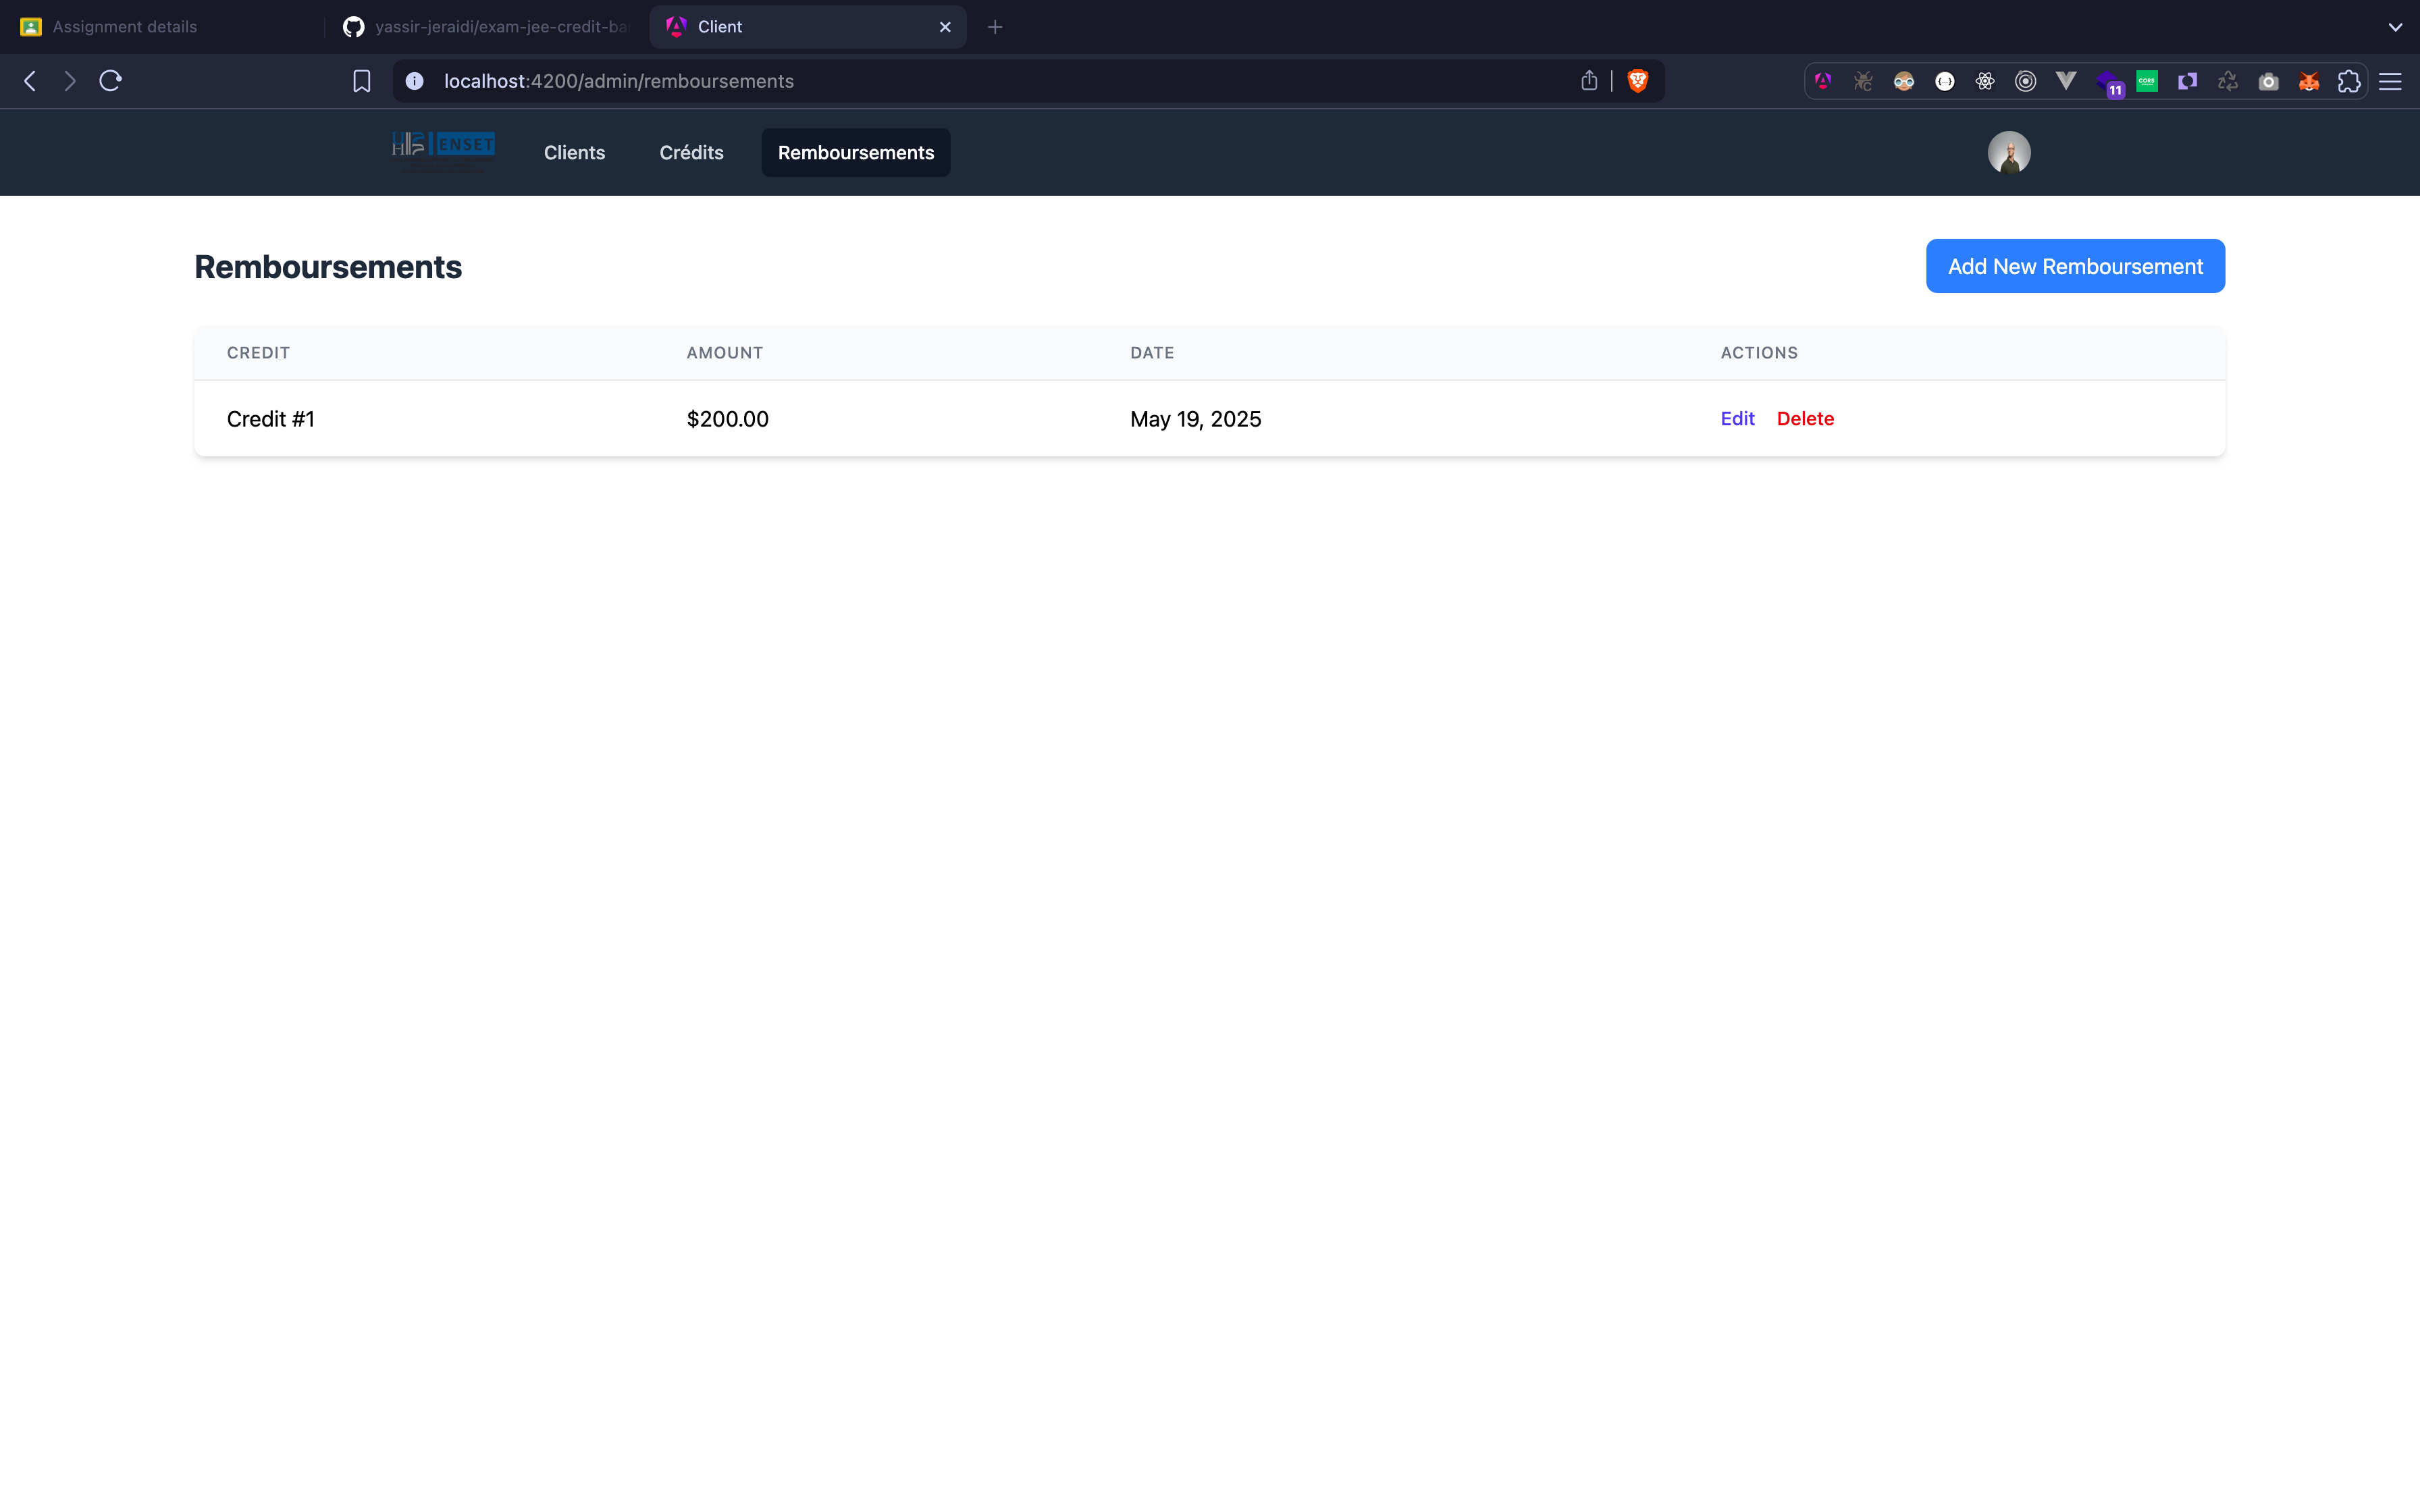 Assignment details
yassir-jeraidi/exam-jee-credit-ba
Client
localhost:4200/admin/remboursements
11
CORS
ENSET
Clients
Crédits
Remboursements
Remboursements
Add New Remboursement
CREDIT AMOUNT DATE ACTIONS
Credit #1 $200.00 May 19, 2025 Edit Delete